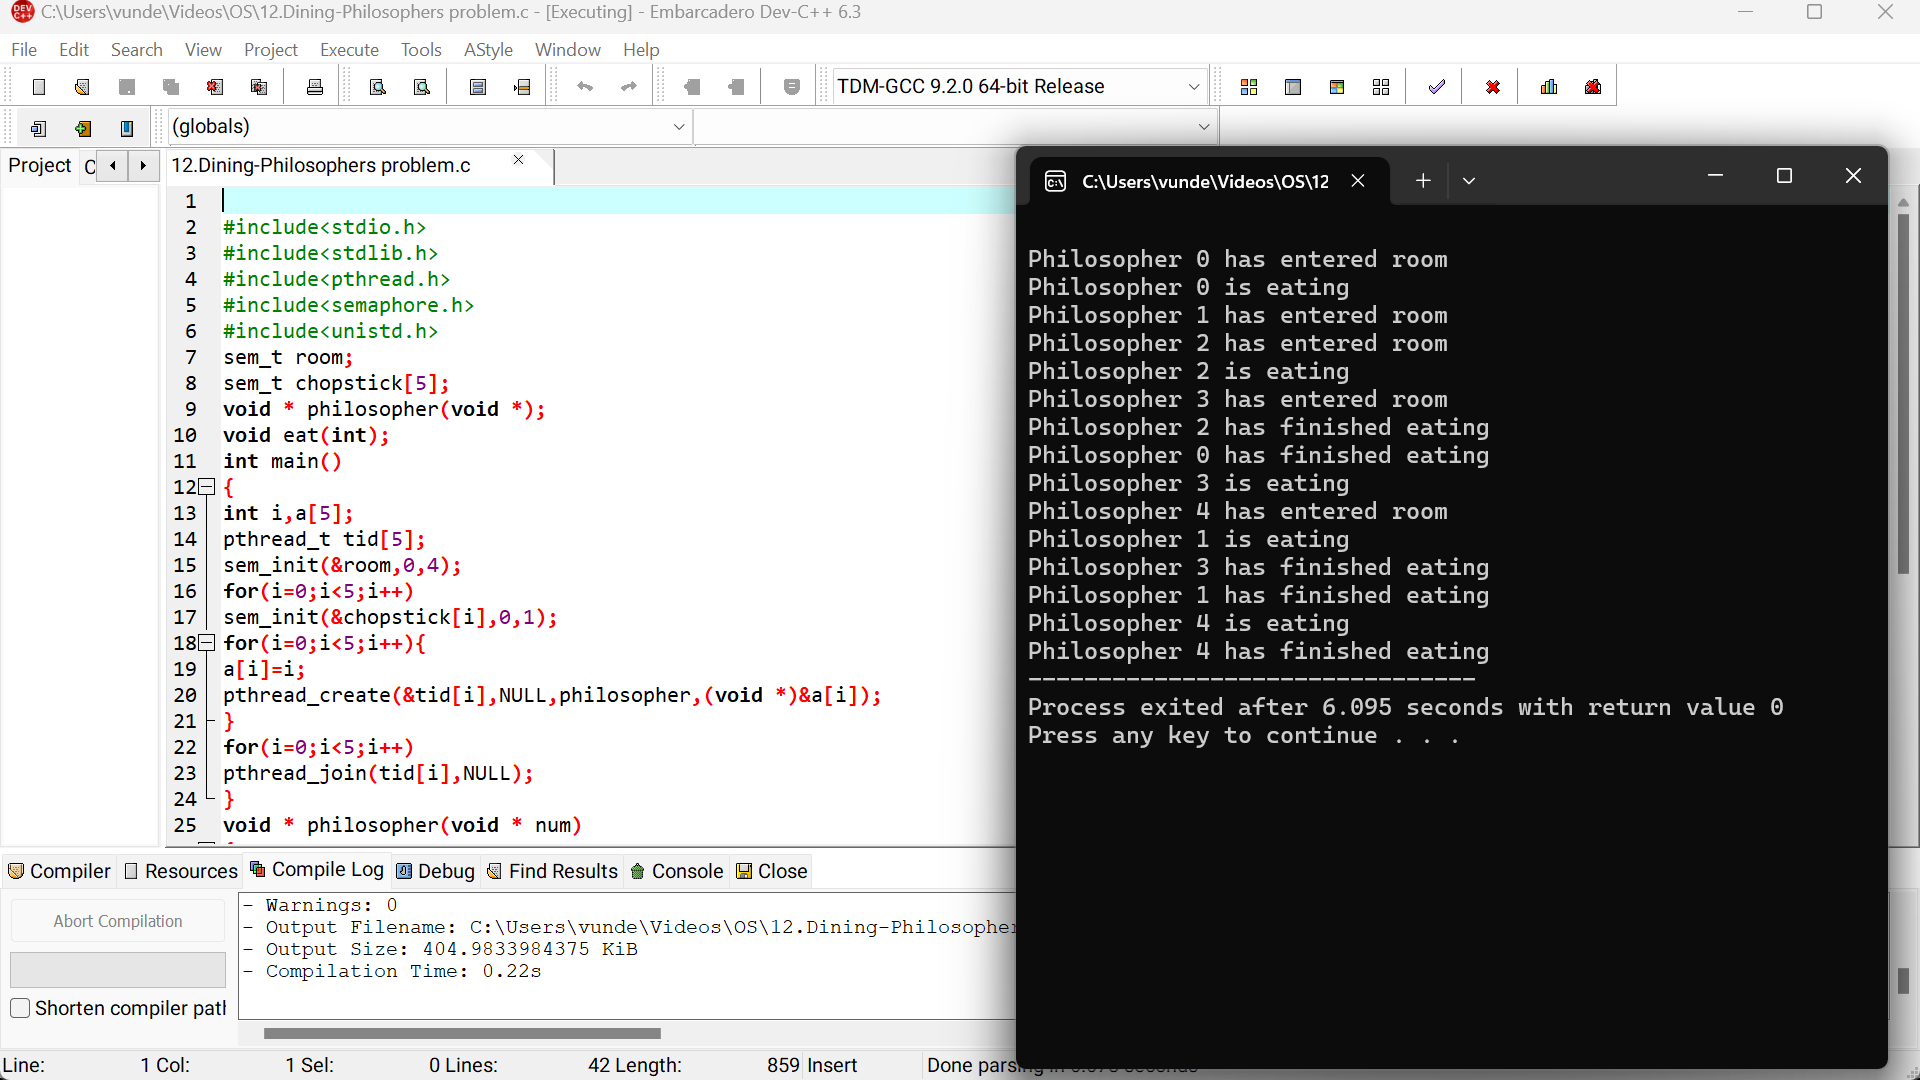 C:\Users\vunde\Videos\OS\12.Dining-Philosophers problem.c - [Executing] - Embarcadero Dev-C++ 6.3
File Edit Search View Project Execute Tools AStyle Window Help
TDM-GCC 9.2.0 64-bit Release
(globals)
Project C
12.Dining-Philosophers problem.c
1
2 #include<stdio.h>
3 #include<stdlib.h>
4 #include<pthread.h>
5 #include<semaphore.h>
6 #include<unistd.h>
7 sem_t room;
8 sem_t chopstick[5];
9 void * philosopher(void *);
10 void eat(int);
11 int main()
12 {
13 int i,a[5];
14 pthread_t tid[5];
15 sem_init(&room,0,4);
16 for(i=0;i<5;i++)
17 sem_init(&chopstick[i],0,1);
18 for(i=0;i<5;i++){
19 a[i]=i;
20 pthread_create(&tid[i],NULL,philosopher,(void *)&a[i]);
21 }
22 for(i=0;i<5;i++)
23 pthread_join(tid[i],NULL);
24 }
25 void * philosopher(void * num)
C:\Users\vunde\Videos\OS\12
Philosopher 0 has entered room
Philosopher 0 is eating
Philosopher 1 has entered room
Philosopher 2 has entered room
Philosopher 2 is eating
Philosopher 3 has entered room
Philosopher 2 has finished eating
Philosopher 0 has finished eating
Philosopher 3 is eating
Philosopher 4 has entered room
Philosopher 1 is eating
Philosopher 3 has finished eating
Philosopher 1 has finished eating
Philosopher 4 is eating
Philosopher 4 has finished eating
--------------------------------
Process exited after 6.095 seconds with return value 0
Press any key to continue . . .
Compiler Resources Compile Log Debug Find Results Console Close
Abort Compilation
Shorten compiler path
- Warnings: 0
- Output Filename: C:\Users\vunde\Videos\OS\12.Dining-Philosopher
- Output Size: 404.9833984375 KiB
- Compilation Time: 0.22s
Line: 1 Col: 1 Sel: 0 Lines: 42 Length: 859 Insert Done parsing